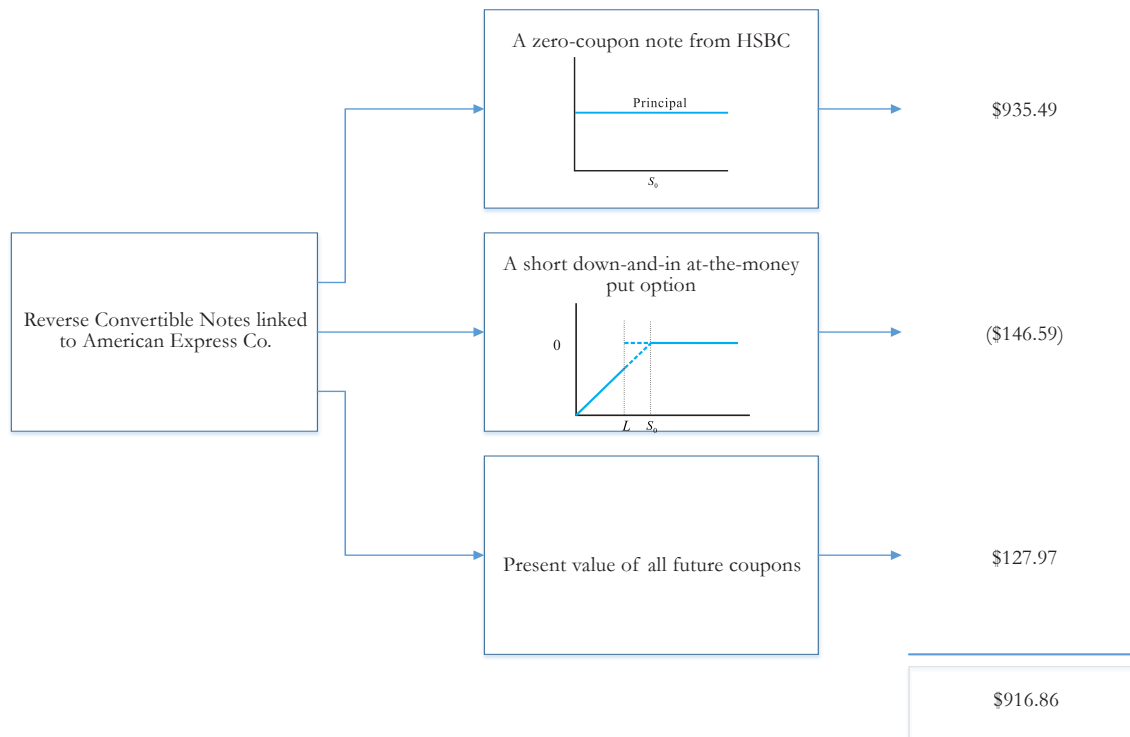 Reverse Convertible Notes linked
to American Express Co.
A zero-coupon note from HSBC
Principal
S₀
$935.49
A short down-and-in at-the-money
put option
0
L
S₀
($146.59)
Present value of all future coupons
$127.97
$916.86